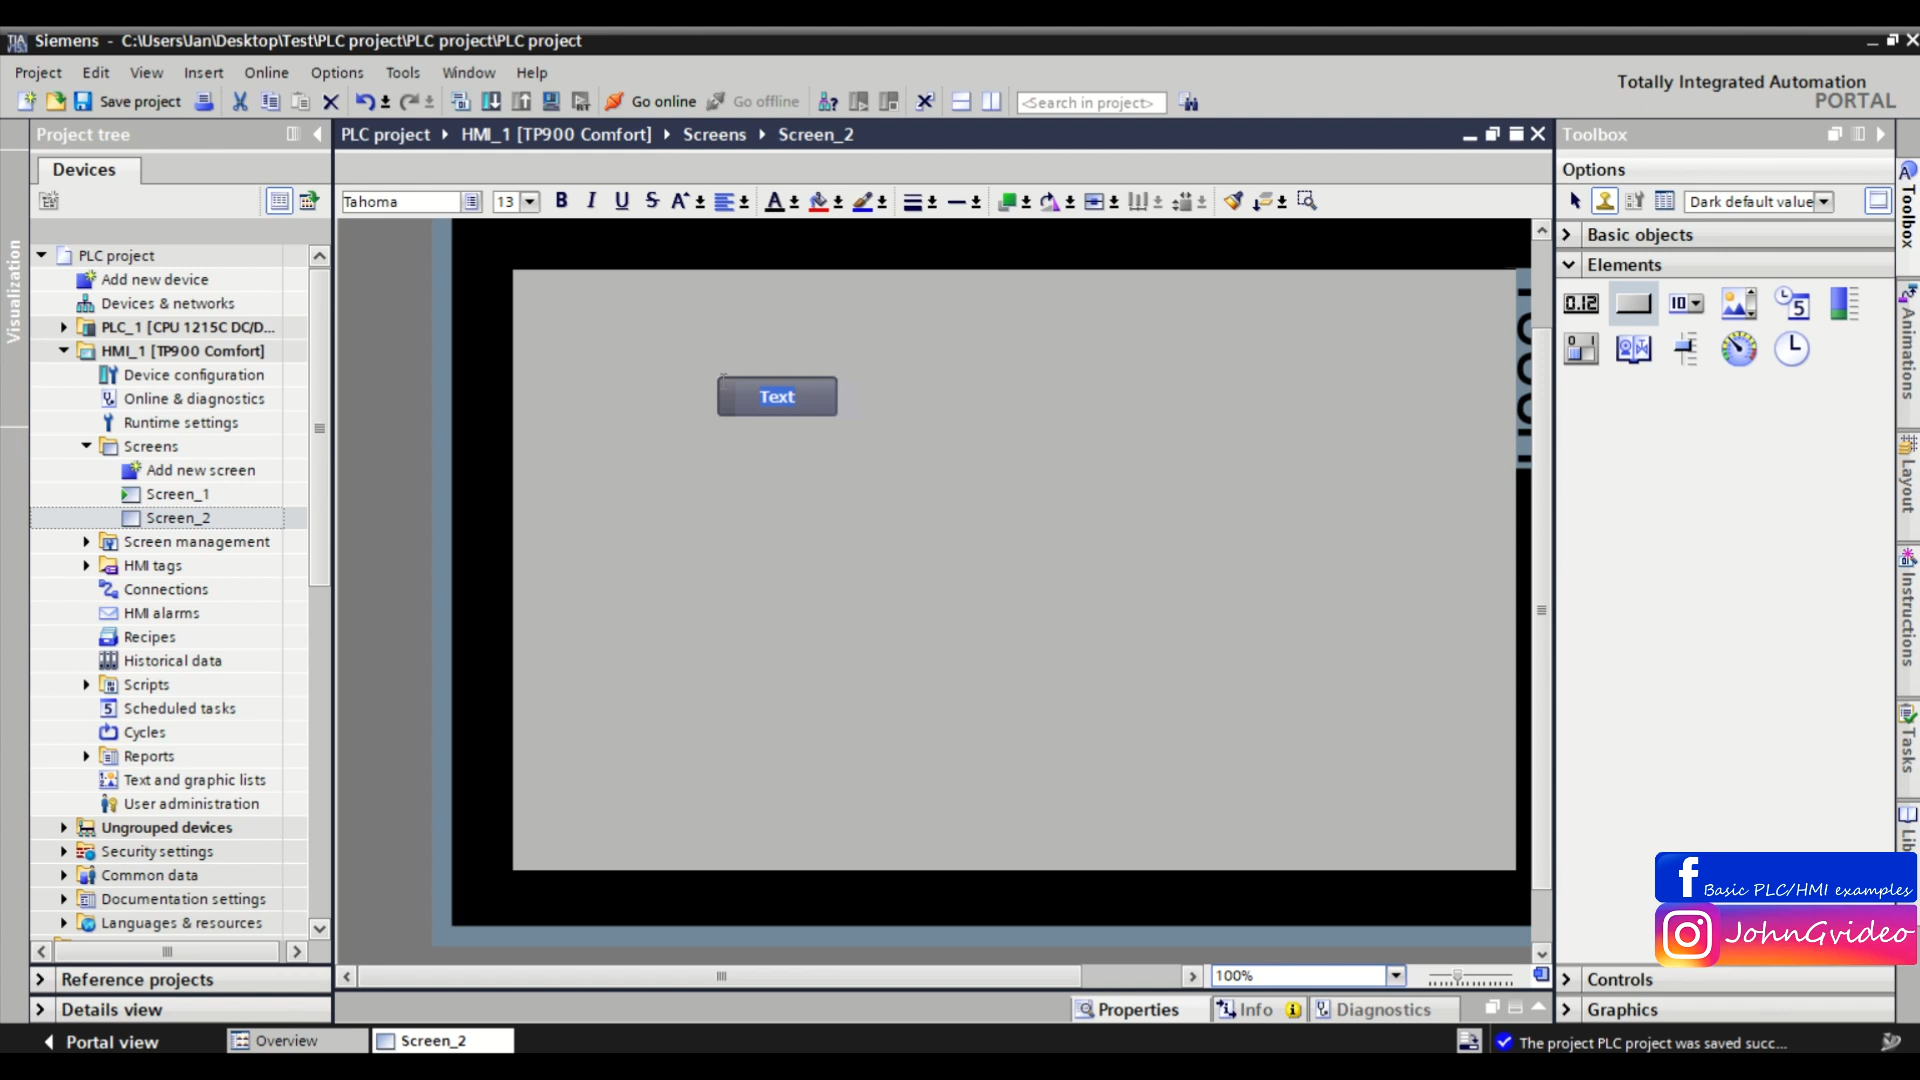 Siemens - C:\Users\Jan\Desktop\Test\PLC project\PLC project\PLC project
Project Edit View Insert Online Options Tools Window Help
Totally Integrated Automation
PORTAL
Save project
Go online
Go offline
<Search in project>
Project tree
Devices
PLC project
Add new device
Devices & networks
PLC_1 [CPU 1215C DC/D...
HMI_1 [TP900 Comfort]
Device configuration
Online & diagnostics
Runtime settings
Screens
Add new screen
Screen_1
Screen_2
Screen management
HMI tags
Connections
HMI alarms
Recipes
Historical data
Scripts
Scheduled tasks
Cycles
Reports
Text and graphic lists
User administration
Ungrouped devices
Security settings
Common data
Documentation settings
Languages & resources
Reference projects
Details view
Visualization
PLC project HMI_1 [TP900 Comfort] Screens Screen_2
Tahoma
13
B I U S A
Text
100%
Properties
Info
Diagnostics
Toolbox
Options
Dark default value
Basic objects
Elements
0.12
10
5
0 1
Controls
Graphics
Toolbox
Animations
Layout
Instructions
Tasks
Basic PLC/HMI examples
JohnGvideo
Portal view
Overview
Screen_2
The project PLC project was saved succ...